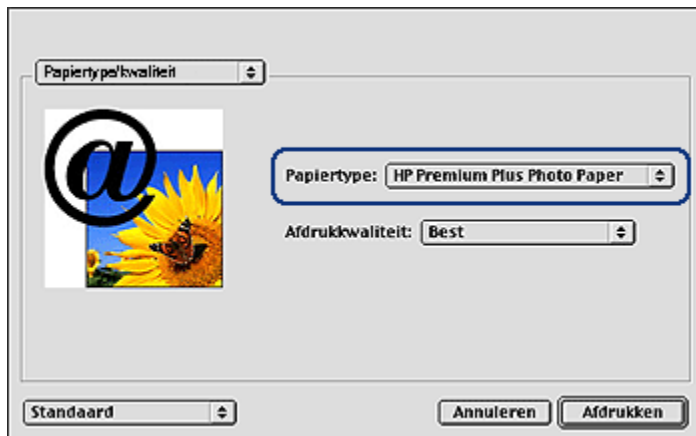 Papiertype/kwaliteit
@
Papiertype: HP Premium Plus Photo Paper
Afdrukkwaliteit: Best
Standaard
Annuleren
Afdrukken